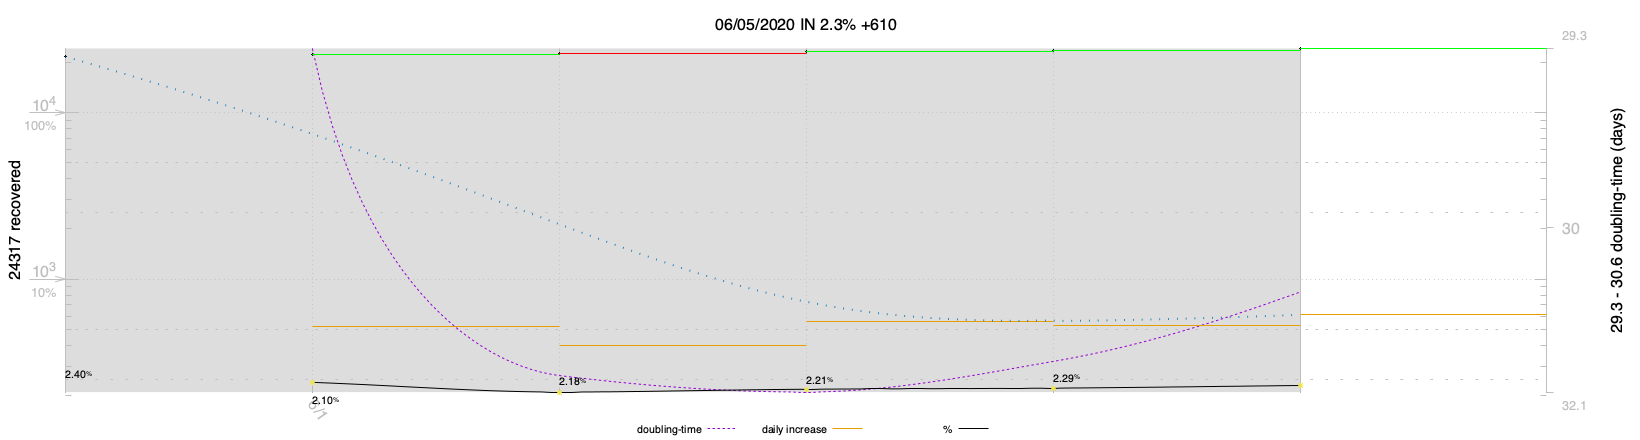 06/05/2020 IN 2.3% +610
29.3
10⁴
100%
24317 recovered
30
29.3 - 30.6 doubling-time (days)
10³
10%
2.40%
2.18%
2.21%
2.29%
2.10%
6/1
32.1
doubling-time
daily increase
%